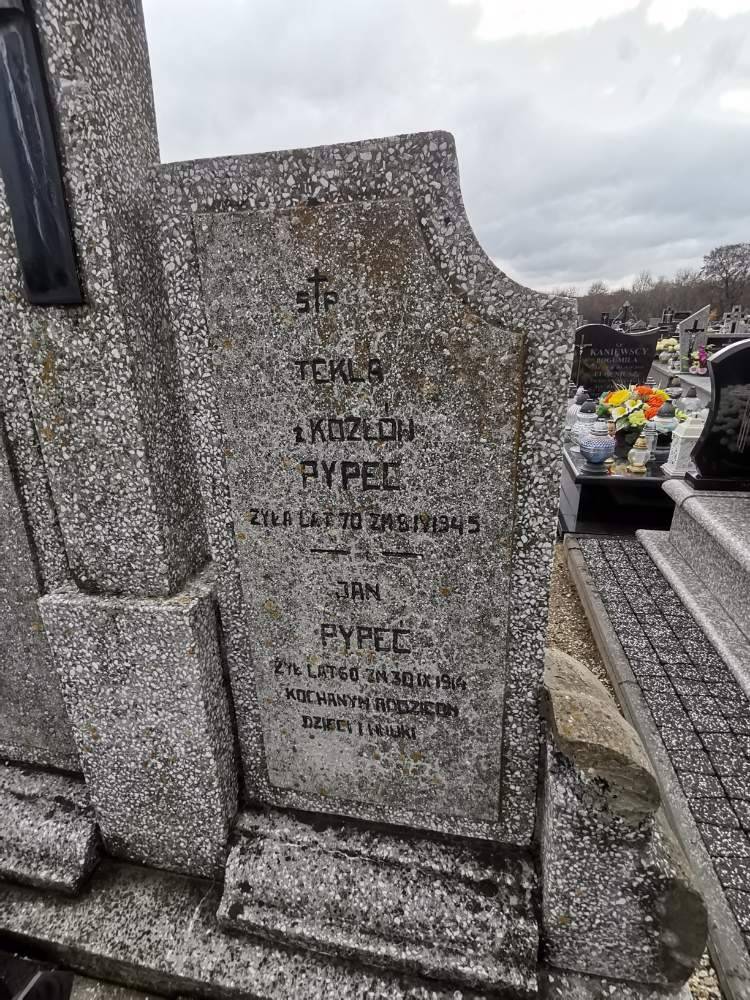 S†P
TEKLA
z KOZŁÓW
PYPEĆ
ŻYŁA LAT 70 ZM 8 IV 1945
JAN
PYPEĆ
ŻYŁ LAT 60 ZM 30 IX 1914
KOCHANYM RODZICOM
DZIECI I WNUKI
KANIEWSCY
BOGUMIŁA